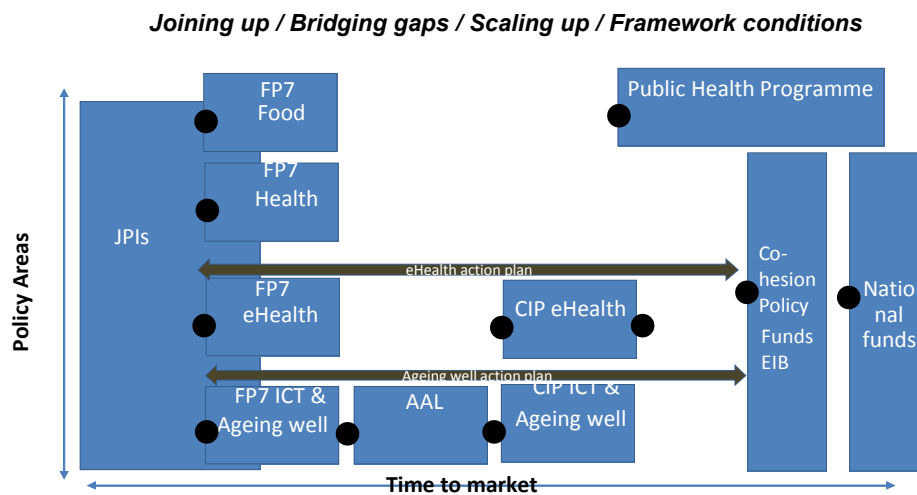 Joining up / Bridging gaps / Scaling up / Framework conditions
FP7
Food
Public Health Programme
FP7
Health
JPIs
Policy Areas
eHealth action plan
FP7
eHealth
CIP eHealth
Co-
hesion
Policy
Funds
EIB
Natio
nal
funds
Ageing well action plan
FP7 ICT &
Ageing well
AAL
CIP ICT &
Ageing well
Time to market